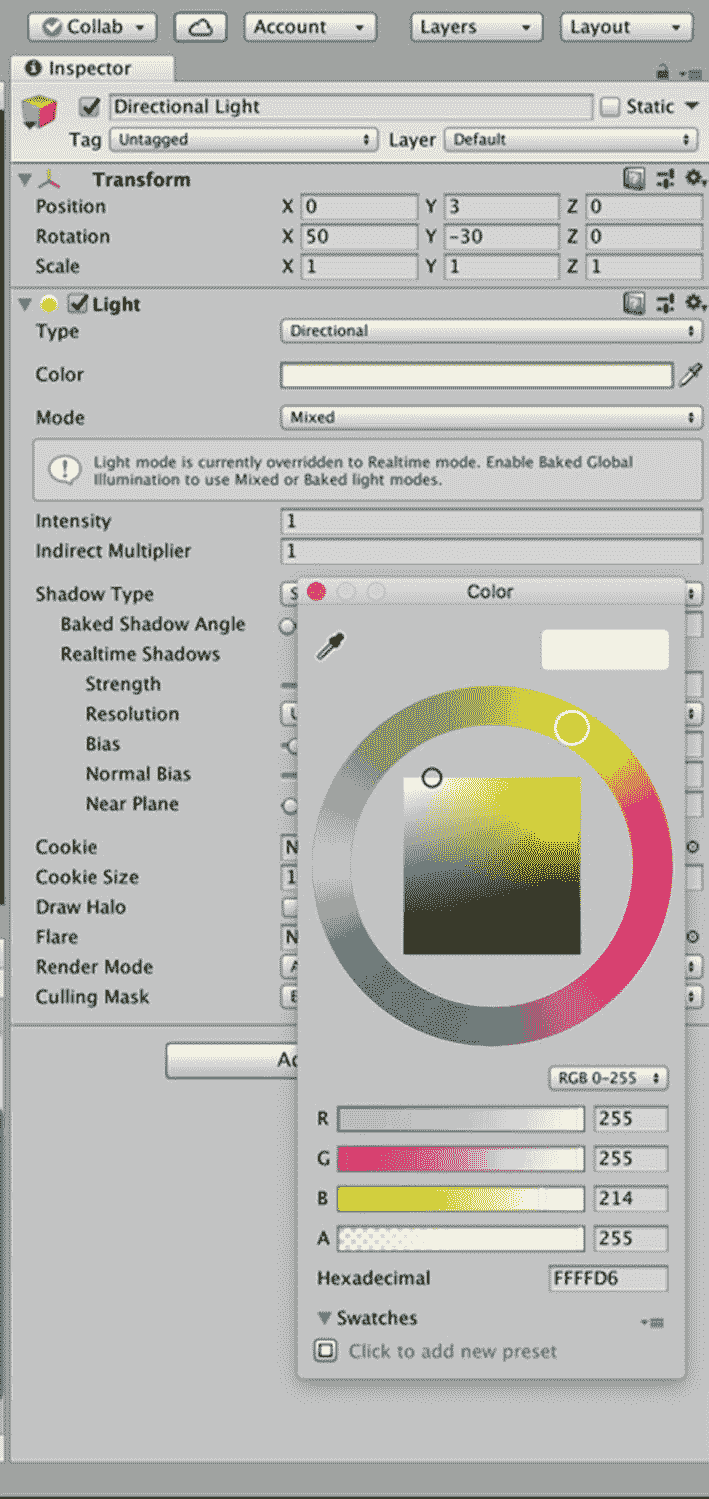 Collab Account Layers Layout
Inspector
Directional Light Static
Tag Untagged Layer Default
Transform
Position X 0 Y 3 Z 0
Rotation X 50 Y -30 Z 0
Scale X 1 Y 1 Z 1
Light
Type Directional
Color
Mode Mixed
Light mode is currently overridden to Realtime mode. Enable Baked Global
Illumination to use Mixed or Baked light modes.
Intensity 1
Indirect Multiplier 1
Shadow Type S
Baked Shadow Angle
Realtime Shadows
Strength
Resolution
Bias
Normal Bias
Near Plane
Cookie N
Cookie Size 1
Draw Halo
Flare N
Render Mode A
Culling Mask
Color
RGB 0-255
R 255
G 255
B 214
A 255
Hexadecimal FFFFD6
Swatches
Click to add new preset